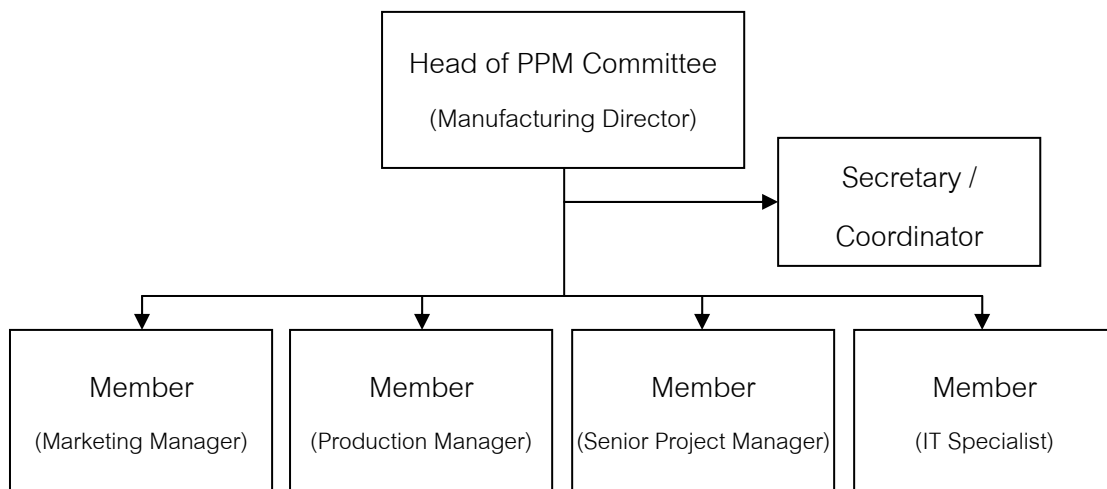 Head of PPM Committee
(Manufacturing Director)
Secretary /
Coordinator
Member
(Marketing Manager)
Member
(Production Manager)
Member
(Senior Project Manager)
Member
(IT Specialist)